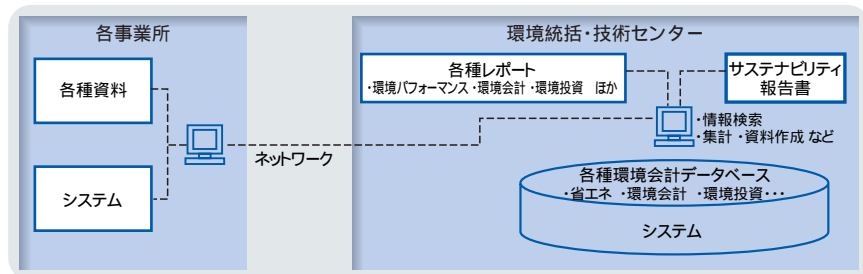 各事業所
各種資料
システム
ネットワーク
環境統括・技術センター
各種レポート
・環境パフォーマンス・環境会計・環境投資 ほか
サステナビリティ
報告書
・情報検索
・集計・資料作成 など
各種環境会計データベース
・省エネ ・環境会計 ・環境投資・・・
システム